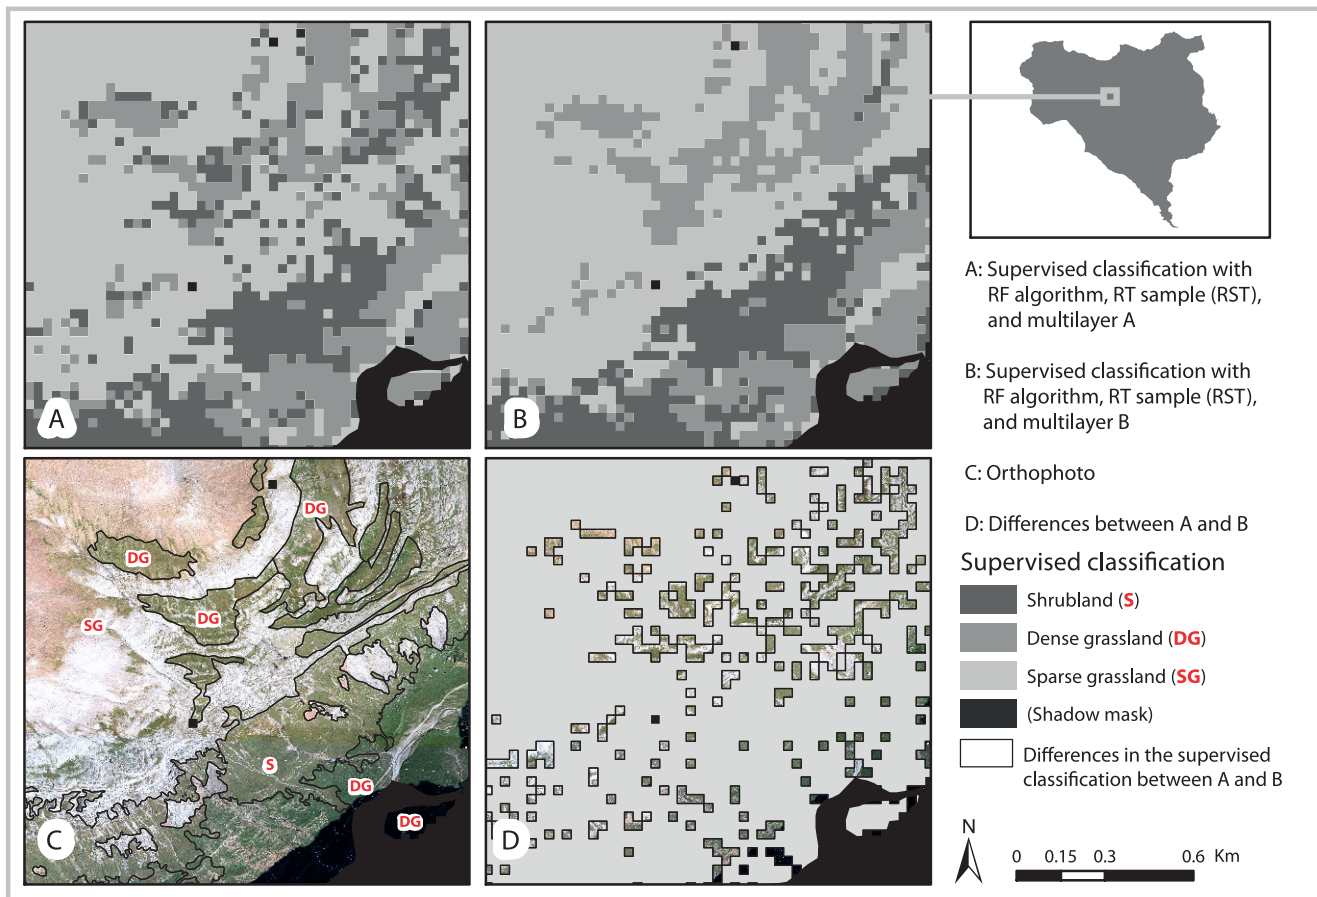 A
B
DG
DG
DG
SG
S
DG
DG
C
D
A: Supervised classification with
RF algorithm, RT sample (RST),
and multilayer A
B: Supervised classification with
RF algorithm, RT sample (RST),
and multilayer B
C: Orthophoto
D: Differences between A and B
Supervised classification
Shrubland (S)
Dense grassland (DG)
Sparse grassland (SG)
(Shadow mask)
Differences in the supervised
classification between A and B
N
0 0.15 0.3 0.6 Km